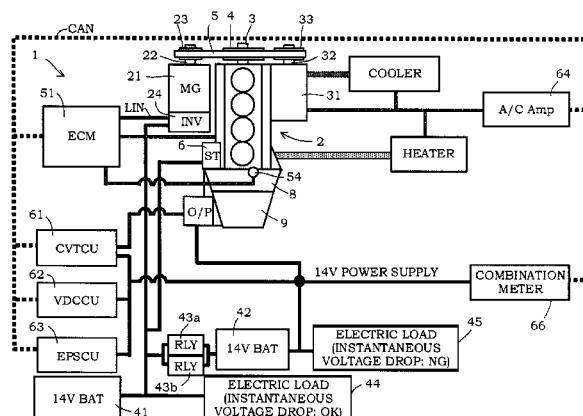 CAN
23 5 4 3 33
22 32
1
21
MG
24
INV
LIN
51
ECM
6
ST
31
2
COOLER
HEATER
64
A/C Amp
54
8
9
O/P
61
CVTCU
62
VDCCU
63
EPSCU
14V POWER SUPPLY
COMBINATION
METER
66
43a
RLY
RLY
43b
42
14V BAT
45
ELECTRIC LOAD
(INSTANTANEOUS
VOLTAGE DROP: NG)
14V BAT
41
44
ELECTRIC LOAD
(INSTANTANEOUS
VOLTAGE DROP: OK)